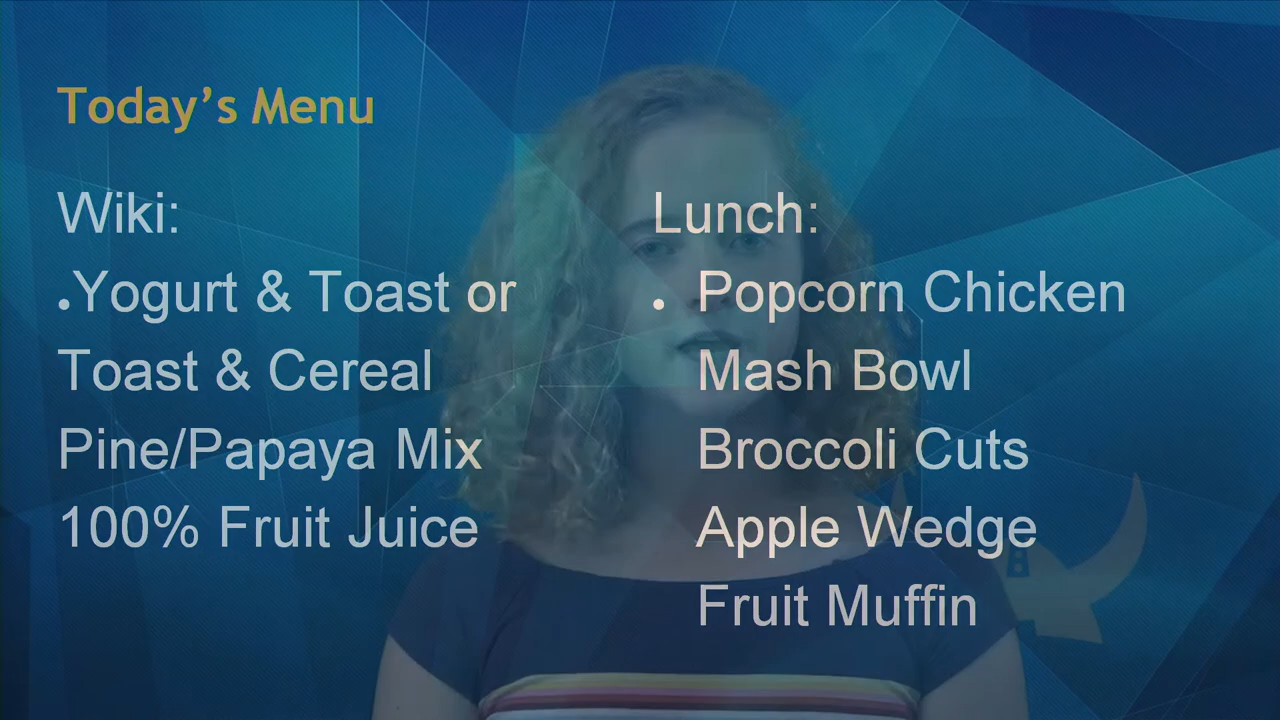 Today's Menu
Wiki:
•Yogurt & Toast or
Toast & Cereal
Pine/Papaya Mix
100% Fruit Juice
Lunch:
• Popcorn Chicken
Mash Bowl
Broccoli Cuts
Apple Wedge
Fruit Muffin